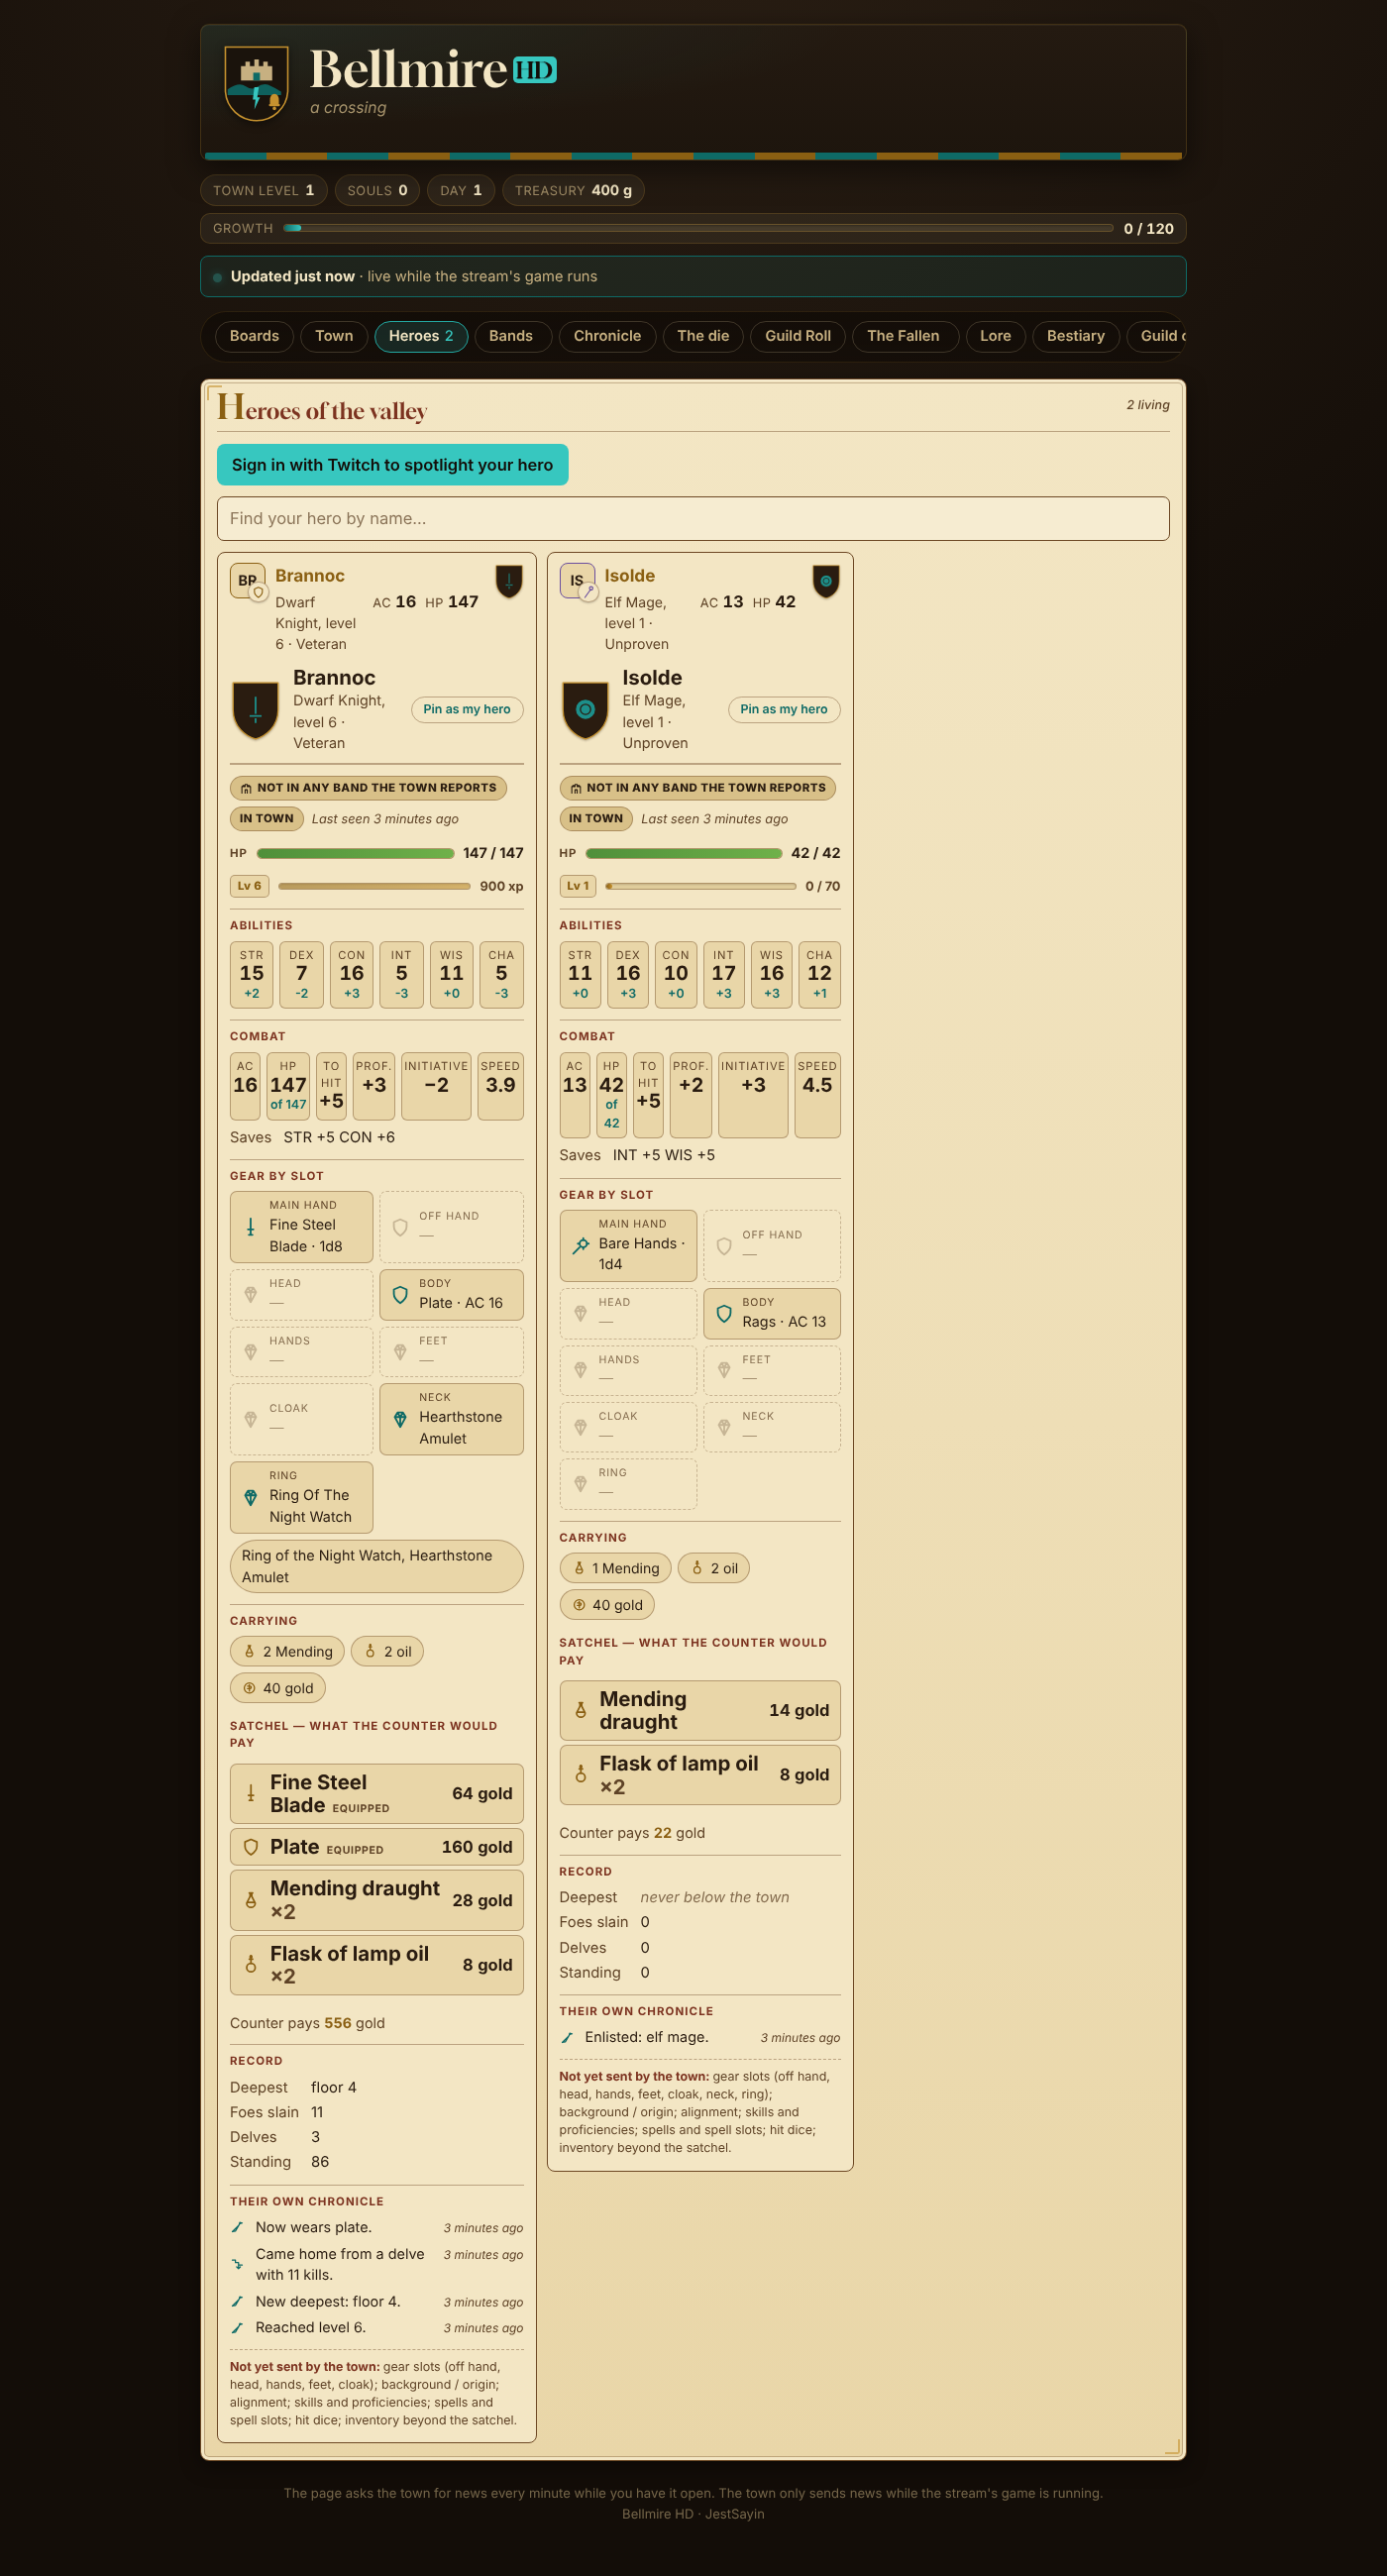 Bellmire HD
a crossing
TOWN LEVEL 1 SOULS 0 DAY 1 TREASURY 400 g
GROWTH 0 / 120
Updated just now · live while the stream's game runs
Boards Town Heroes 2 Bands Chronicle The die Guild Roll The Fallen Lore Bestiary Guild
Heroes of the valley
2 living
Sign in with Twitch to spotlight your hero
Find your hero by name...
BR
Brannoc
Dwarf
Knight, level
6 · Veteran
AC 16 HP 147
Brannoc
Dwarf Knight,
level 6 ·
Veteran
Pin as my hero
NOT IN ANY BAND THE TOWN REPORTS
IN TOWN Last seen 3 minutes ago
HP 147 / 147
Lv 6 900 xp
ABILITIES
STR DEX CON INT WIS CHA
15 7 16 5 11 5
+2 -2 +3 -3 +0 -3
COMBAT
AC 16
HP 147 of 147
TO HIT +5
PROF. +3
INITIATIVE −2
SPEED 3.9
Saves STR +5 CON +6
GEAR BY SLOT
MAIN HAND
Fine Steel
Blade · 1d8
OFF HAND
—
HEAD
—
BODY
Plate · AC 16
HANDS
—
FEET
—
CLOAK
—
NECK
Hearthstone
Amulet
RING
Ring Of The
Night Watch
Ring of the Night Watch, Hearthstone
Amulet
CARRYING
2 Mending 2 oil
40 gold
SATCHEL — WHAT THE COUNTER WOULD
PAY
Fine Steel
Blade EQUIPPED 64 gold
Plate EQUIPPED 160 gold
Mending draught
×2 28 gold
Flask of lamp oil
×2 8 gold
Counter pays 556 gold
RECORD
Deepest floor 4
Foes slain 11
Delves 3
Standing 86
THEIR OWN CHRONICLE
Now wears plate. 3 minutes ago
Came home from a delve 3 minutes ago
with 11 kills.
New deepest: floor 4. 3 minutes ago
Reached level 6. 3 minutes ago
Not yet sent by the town: gear slots (off hand,
head, hands, feet, cloak); background / origin;
alignment; skills and proficiencies; spells and
spell slots; hit dice; inventory beyond the satchel.
IS
Isolde
Elf Mage,
level 1 ·
Unproven
AC 13 HP 42
Isolde
Elf Mage,
level 1 ·
Unproven
Pin as my hero
NOT IN ANY BAND THE TOWN REPORTS
IN TOWN Last seen 3 minutes ago
HP 42 / 42
Lv 1 0 / 70
ABILITIES
STR DEX CON INT WIS CHA
11 16 10 17 16 12
+0 +3 +0 +3 +3 +1
COMBAT
AC 13
HP 42 of 42
TO HIT +5
PROF. +2
INITIATIVE +3
SPEED 4.5
Saves INT +5 WIS +5
GEAR BY SLOT
MAIN HAND
Bare Hands ·
1d4
OFF HAND
—
HEAD
—
BODY
Rags · AC 13
HANDS
—
FEET
—
CLOAK
—
NECK
—
RING
—
CARRYING
1 Mending 2 oil
40 gold
SATCHEL — WHAT THE COUNTER WOULD
PAY
Mending
draught 14 gold
Flask of lamp oil
×2 8 gold
Counter pays 22 gold
RECORD
Deepest never below the town
Foes slain 0
Delves 0
Standing 0
THEIR OWN CHRONICLE
Enlisted: elf mage. 3 minutes ago
Not yet sent by the town: gear slots (off hand,
head, hands, feet, cloak, neck, ring);
background / origin; alignment; skills and
proficiencies; spells and spell slots; hit dice;
inventory beyond the satchel.
The page asks the town for news every minute while you have it open. The town only sends news while the stream's game is running.
Bellmire HD · JestSayin